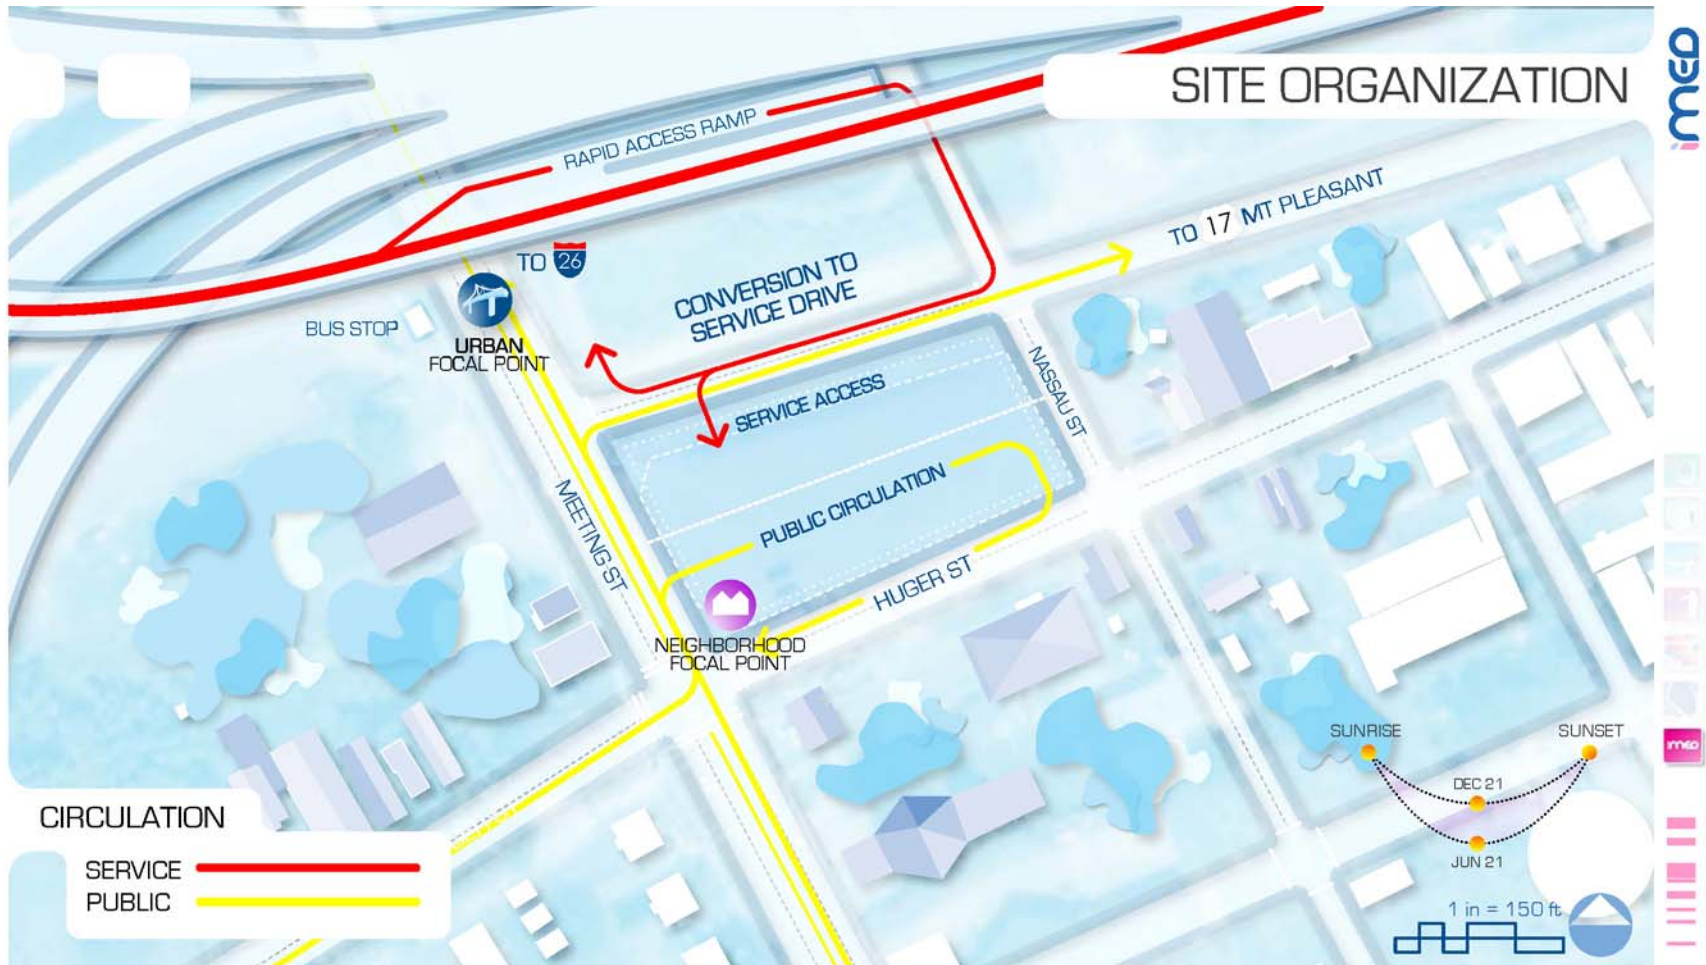 SITE ORGANIZATION
imED
RAPID ACCESS RAMP
TO 17 MT PLEASANT
TO 26
CONVERSION TO
SERVICE DRIVE
BUS STOP
URBAN
FOCAL POINT
NASSAU ST
SERVICE ACCESS
PUBLIC CIRCULATION
MEETING ST
HUGER ST
NEIGHBORHOOD
FOCAL POINT
SUNRISE
SUNSET
DEC 21
JUN 21
imED
CIRCULATION
SERVICE
PUBLIC
1 in = 150 ft